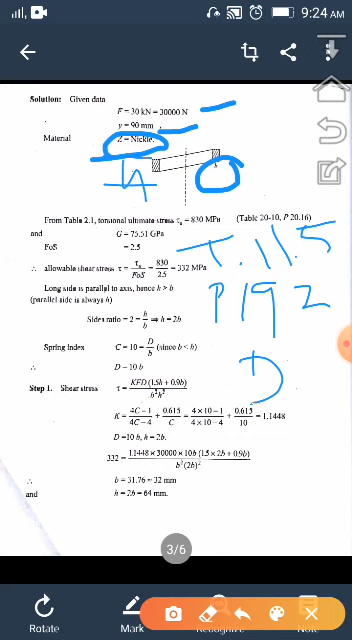 9:24 AM
Solution: Given data
F = 30 kN = 30000 N
y = 90 mm
Material Z = Nickle.
From Table 2.1, torsional ultimate stress τu = 830 MPa (Table 20-10, P 20.16)
and G = 75.51 GPa
FoS = 2.5
∴ allowable shear stress τ = τu/FoS = 830/2.5 = 332 MPa
Long side is parallel to axis, hence h > b
(parallel side is always h)
Sides ratio = 2 = h/b ⇒ h = 2b
Spring index C = 10 = D/b (since b < h)
∴ D = 10 b
Step 1. Shear stress τ = KFD (1.5h + 0.9b)/b²h²
K = (4C − 1)/(4C − 4) + 0.615/C = (4 × 10 − 1)/(4 × 10 − 4) + 0.615/10 = 1.1448
D = 10 b, h = 2b.
332 = 1.1448 × 30000 × 10b (1.5 × 2b + 0.9b)/b²(2b)²
∴ b = 31.76 ≈ 32 mm
and h = 2b = 64 mm.
T. 11.5
P 192
D
3/6
Rotate
Mark
Note